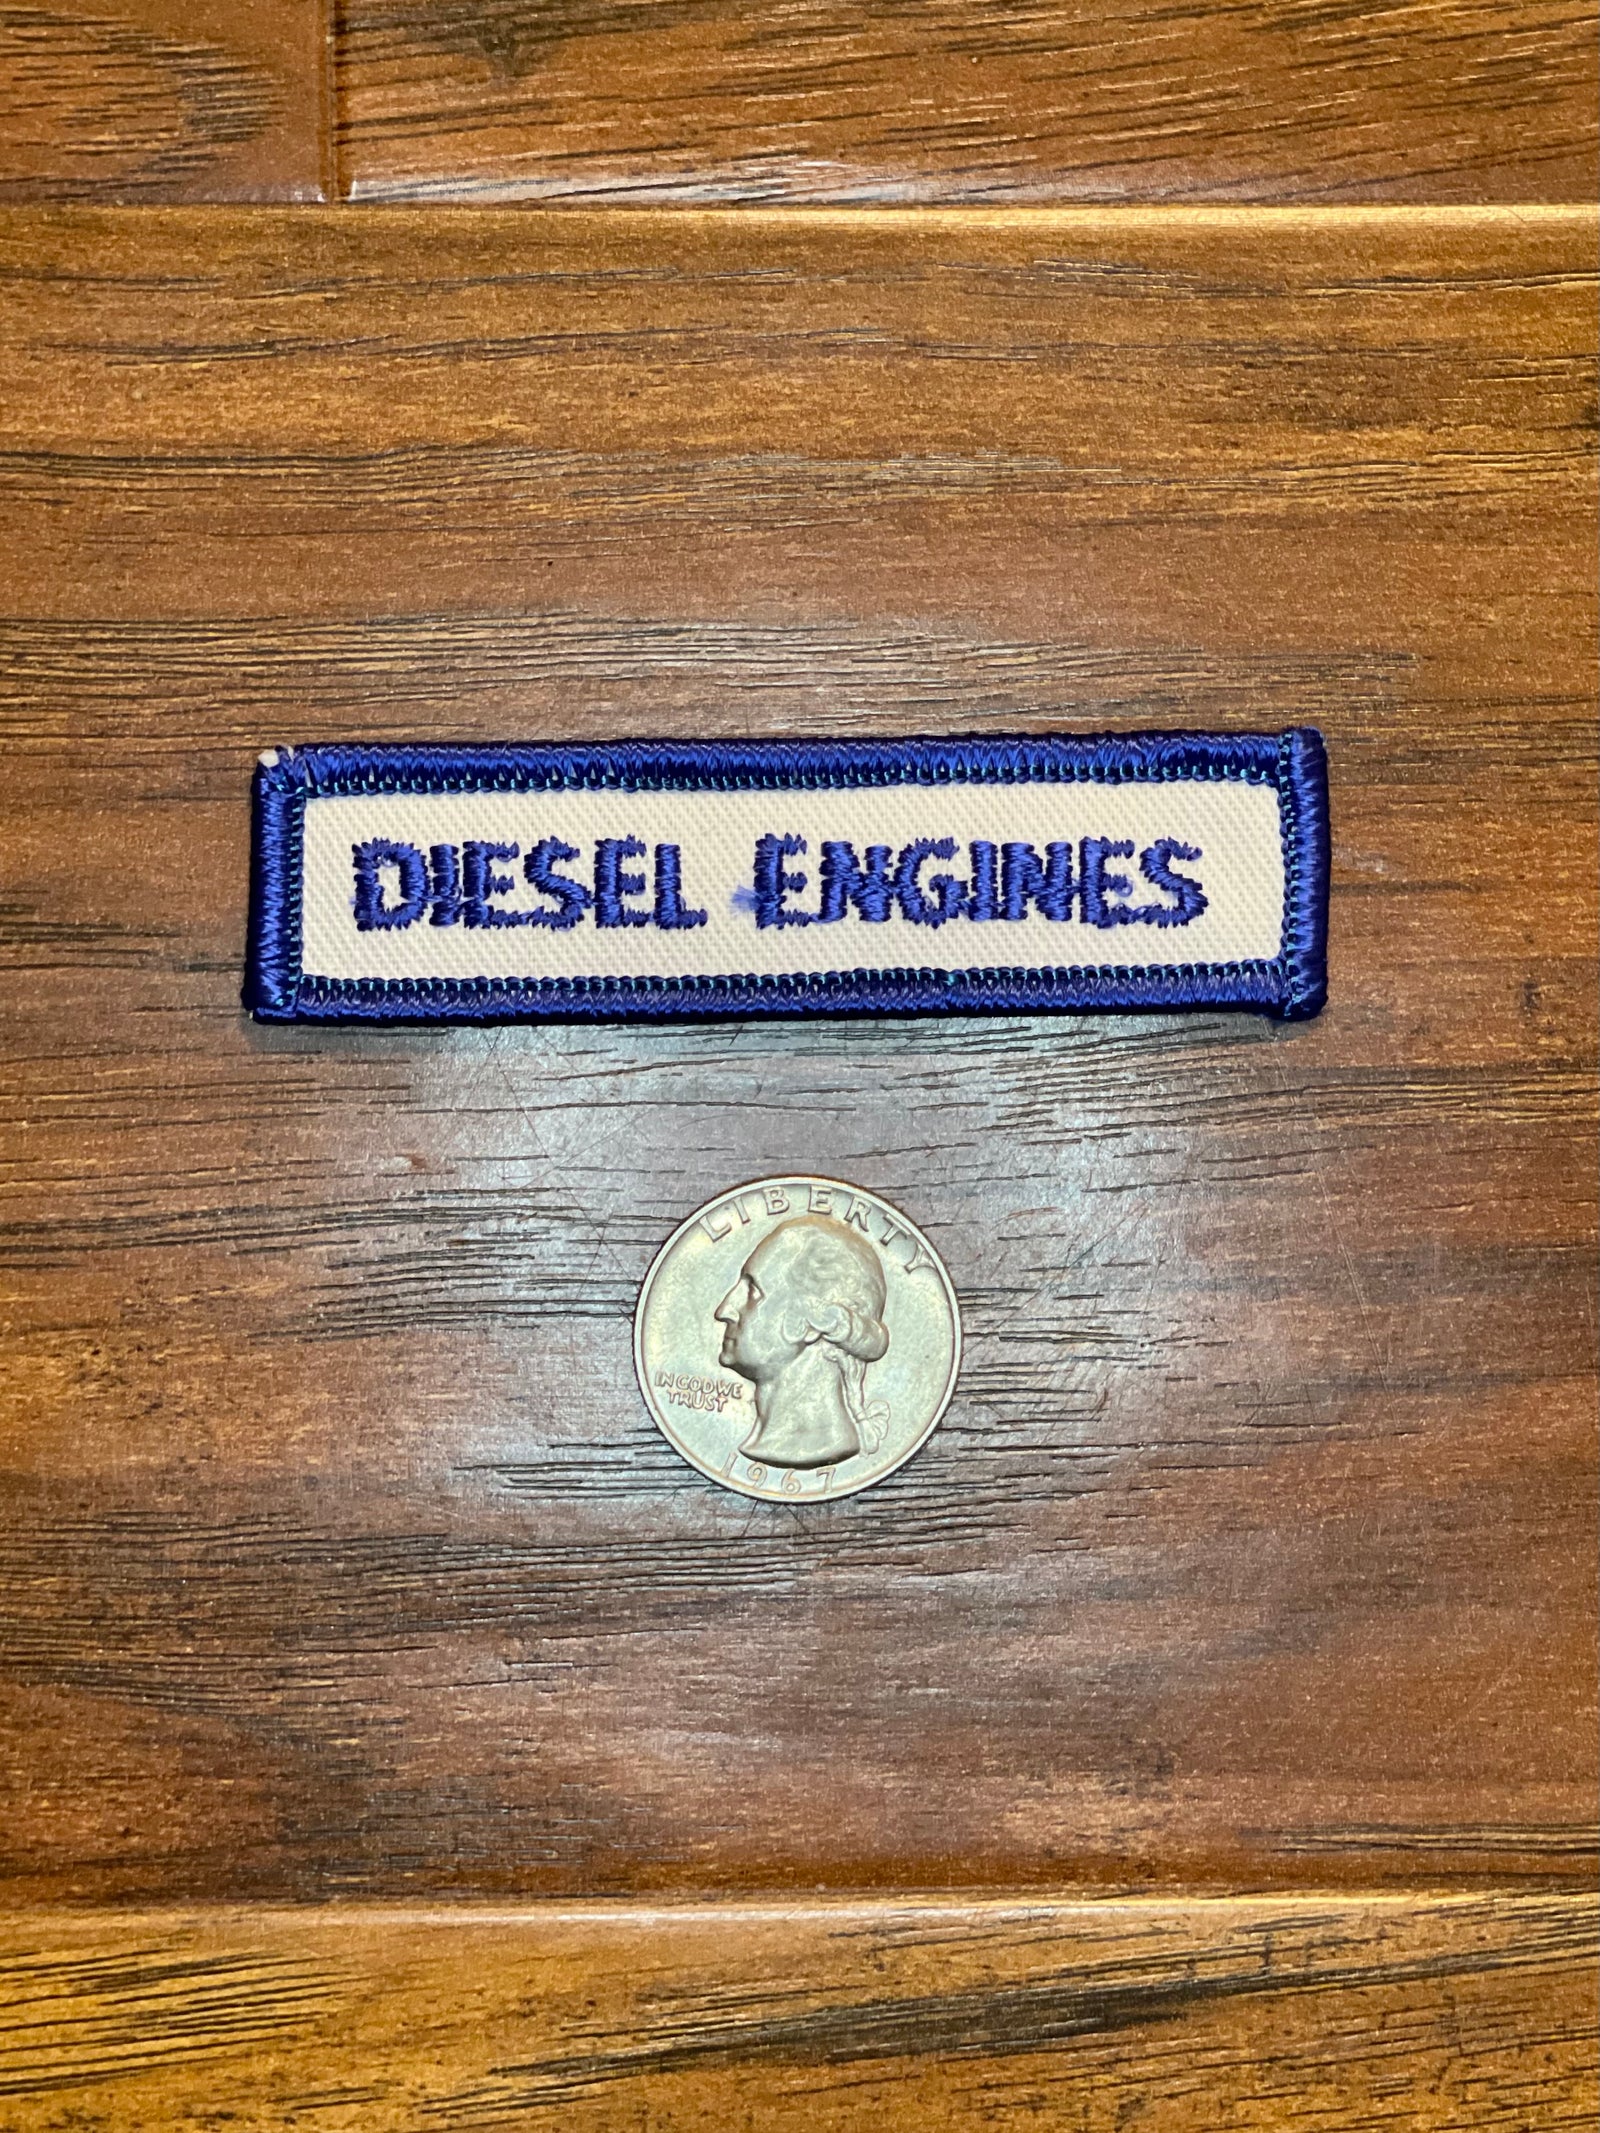 DIESEL ENGINES
LIBERTY
IN GOD WE
TRUST
1967